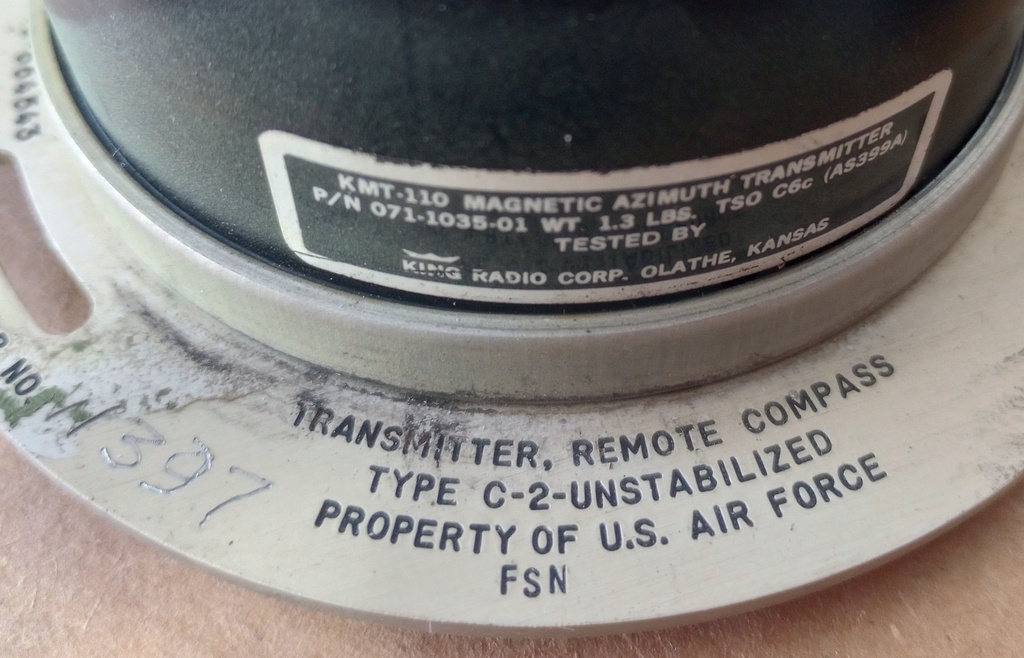 KMT-110 MAGNETIC AZIMUTH TRANSMITTER
P/N 071-1035-01 WT. 1.3 LBS. TSO C6c (AS399A)
TESTED BY
KING RADIO CORP. OLATHE, KANSAS
NO.
1397
TRANSMITTER, REMOTE COMPASS
TYPE C-2-UNSTABILIZED
PROPERTY OF U.S. AIR FORCE
FSN